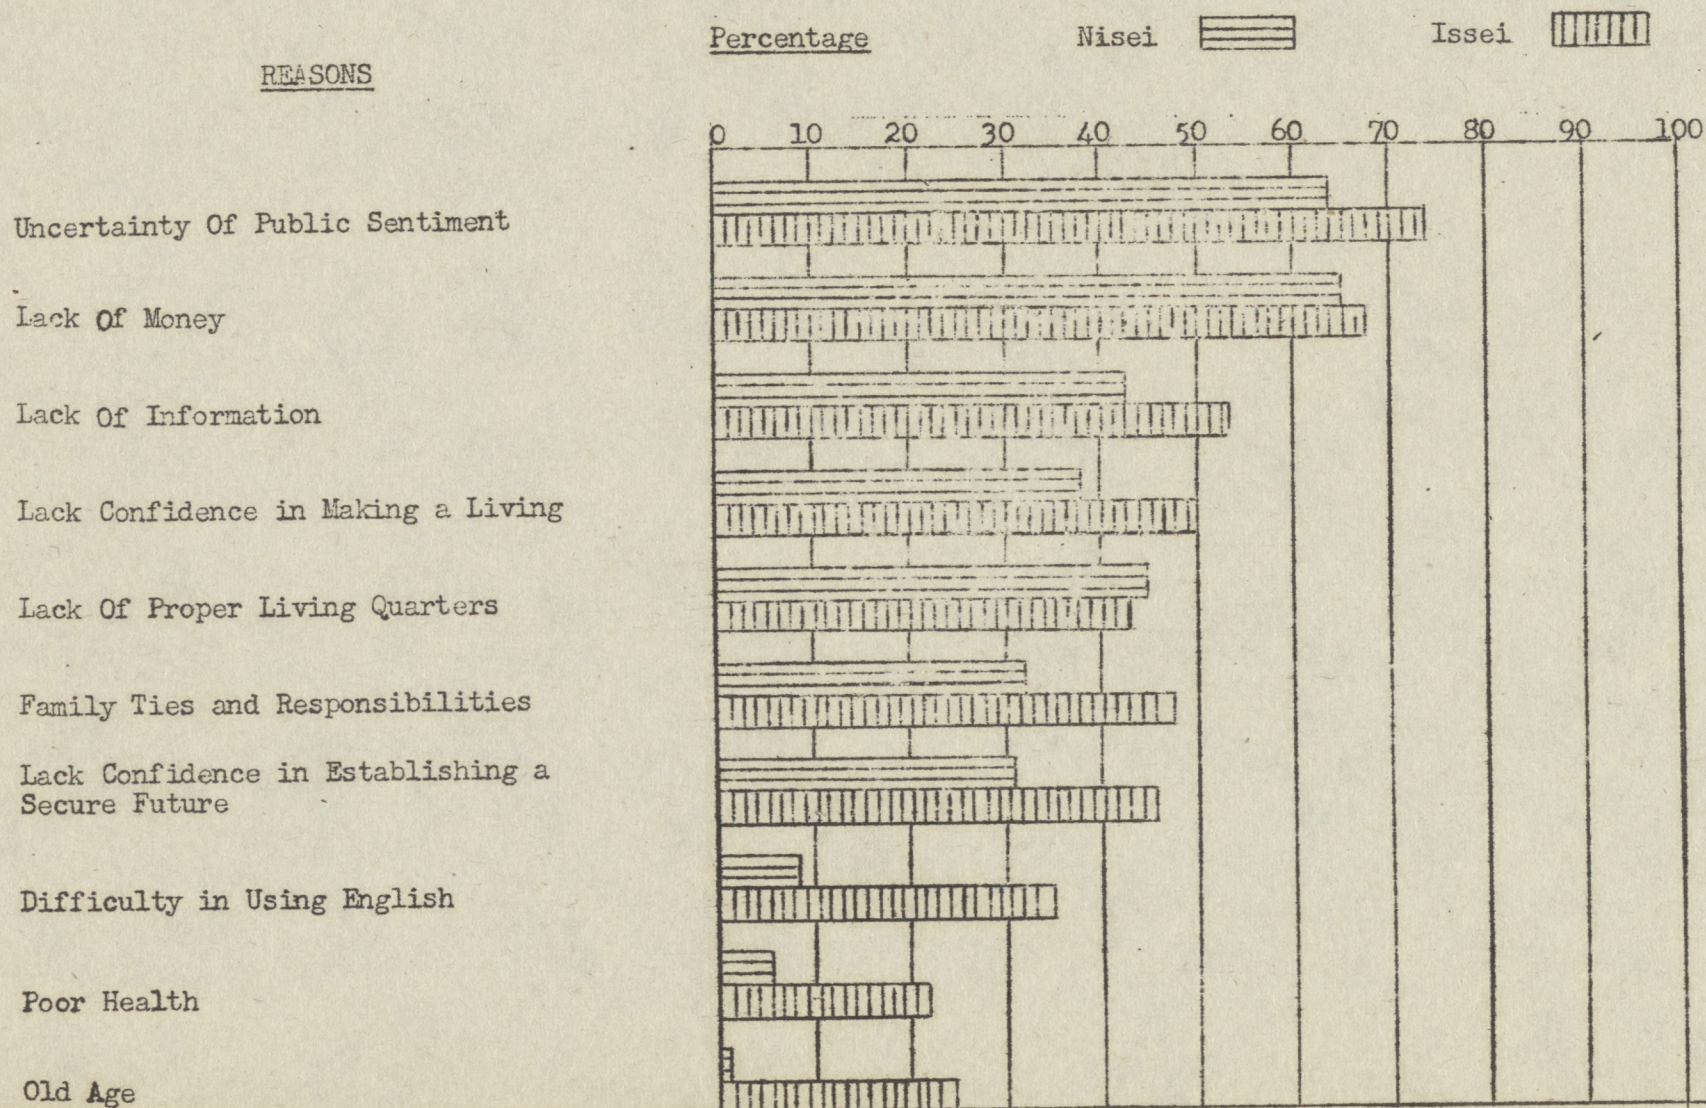 Percentage Nisei Issei
REASONS
0 10 20 30 40 50 60 70 80 90 100
Uncertainty Of Public Sentiment
Lack Of Money
Lack Of Information
Lack Confidence in Making a Living
Lack Of Proper Living Quarters
Family Ties and Responsibilities
Lack Confidence in Establishing a
Secure Future
Difficulty in Using English
Poor Health
Old Age